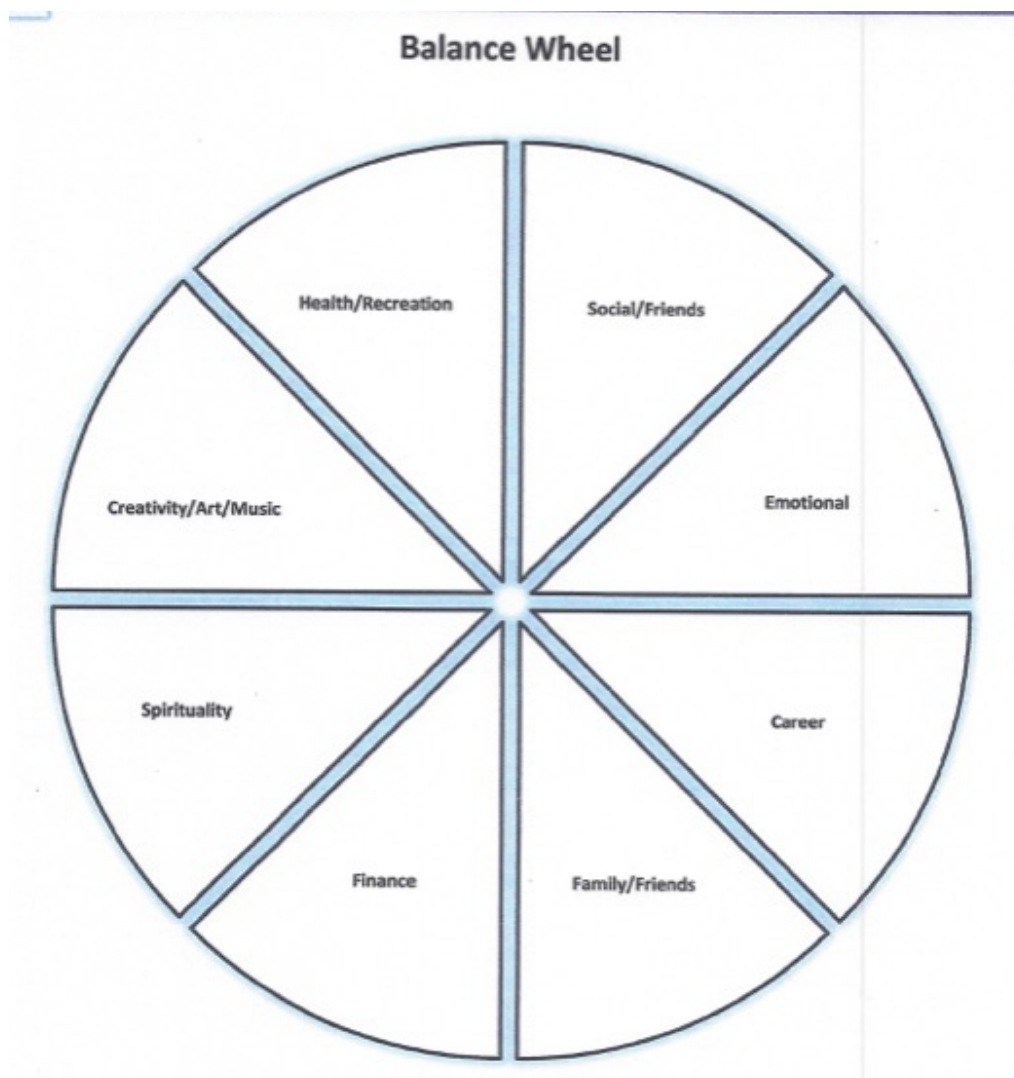 Balance Wheel
Health/Recreation
Social/Friends
Creativity/Art/Music
Emotional
Spirituality
Career
Finance
Family/Friends